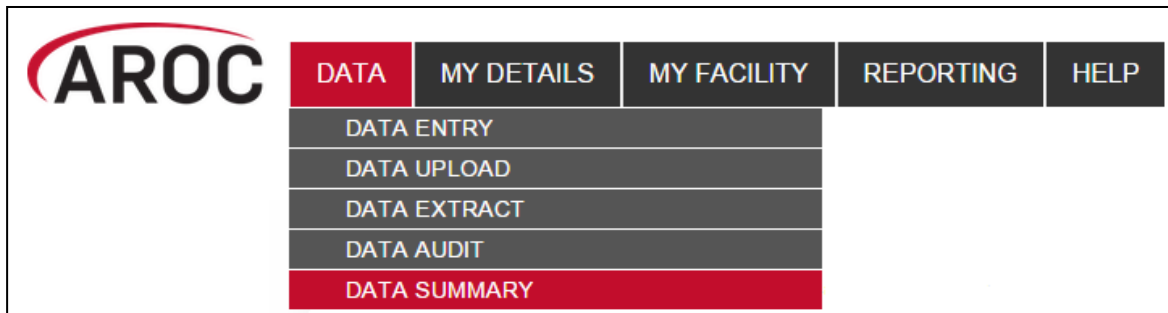 AROC DATA MY DETAILS MY FACILITY REPORTING HELP
DATA ENTRY
DATA UPLOAD
DATA EXTRACT
DATA AUDIT
DATA SUMMARY